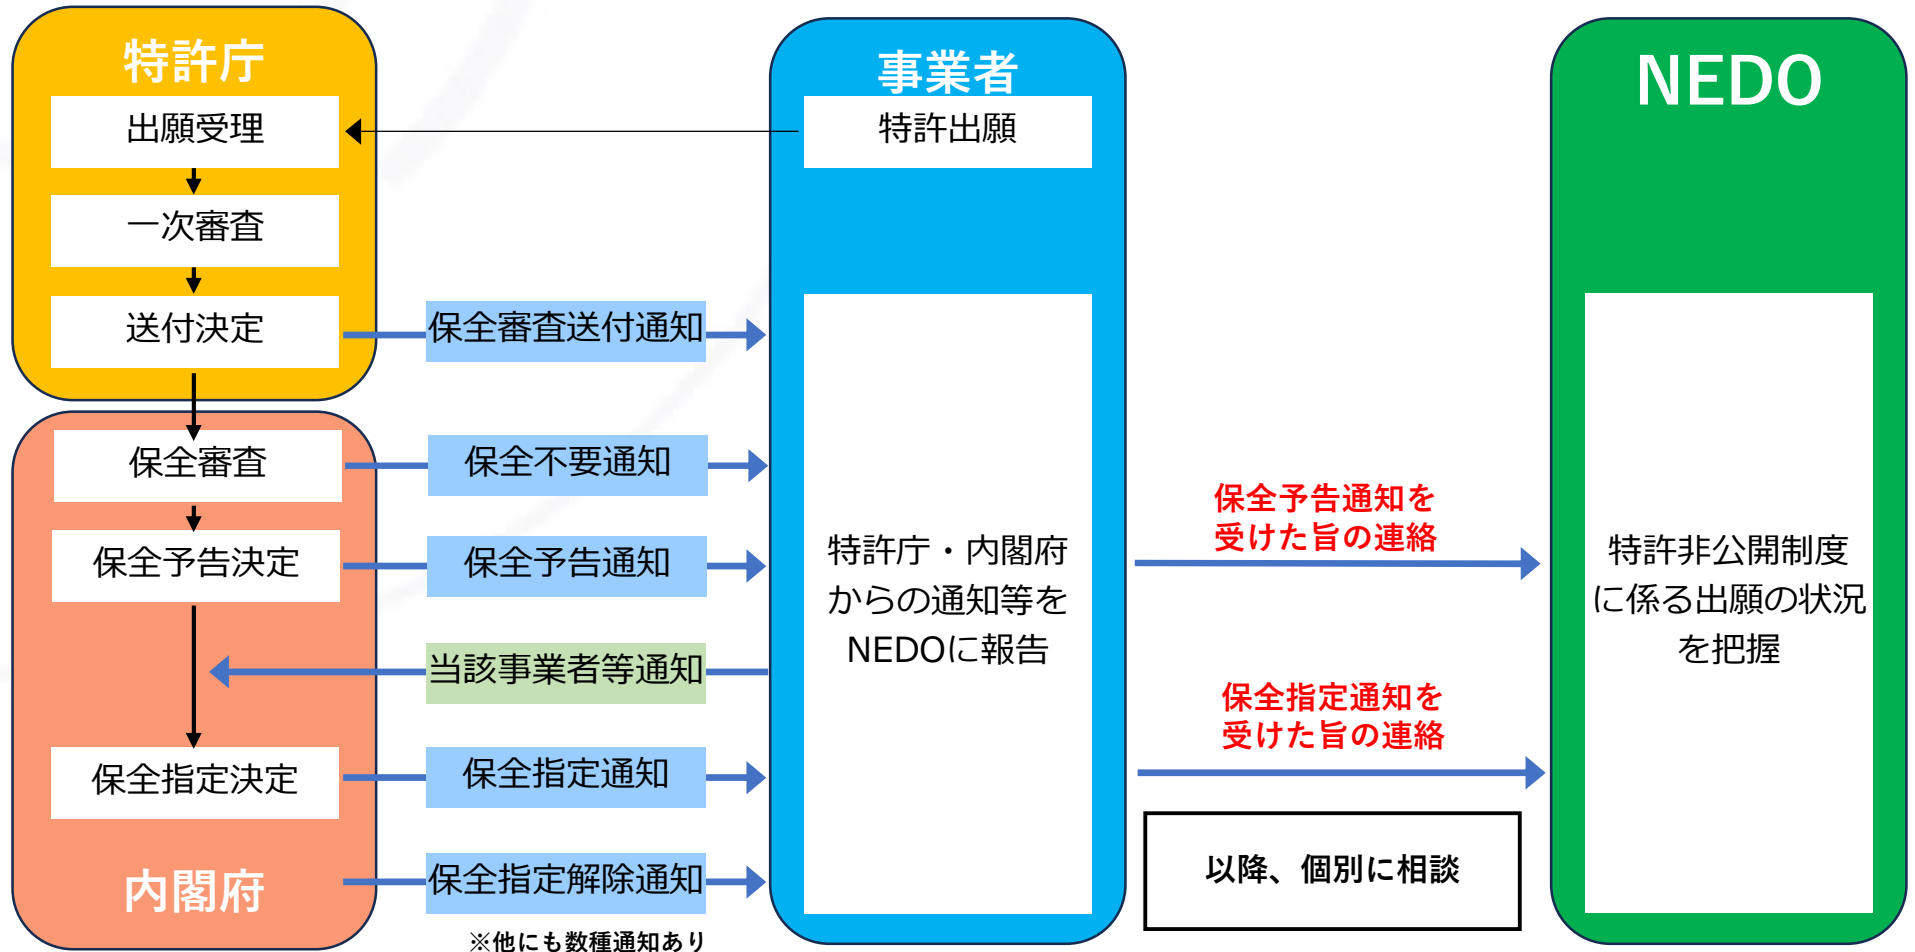 特許庁
出願受理
一次審査
送付決定
保全審査
保全予告決定
保全指定決定
内閣府
保全審査送付通知
保全不要通知
保全予告通知
当該事業者等通知
保全指定通知
保全指定解除通知
※他にも数種通知あり
事業者
特許出願
特許庁・内閣府
からの通知等を
NEDOに報告
保全予告通知を
受けた旨の連絡
保全指定通知を
受けた旨の連絡
以降、個別に相談
NEDO
特許非公開制度
に係る出願の状況
を把握